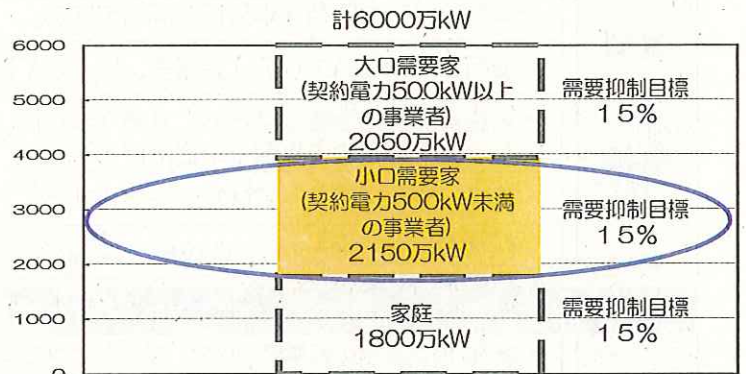 計6000万kW
6000
5000
4000
3000
2000
1000
0
大口需要家
(契約電力500kW以上
の事業者)
2050万kW
需要抑制目標
15%
小口需要家
(契約電力500kW未満
の事業者)
2150万kW
需要抑制目標
15%
家庭
1800万kW
需要抑制目標
15%